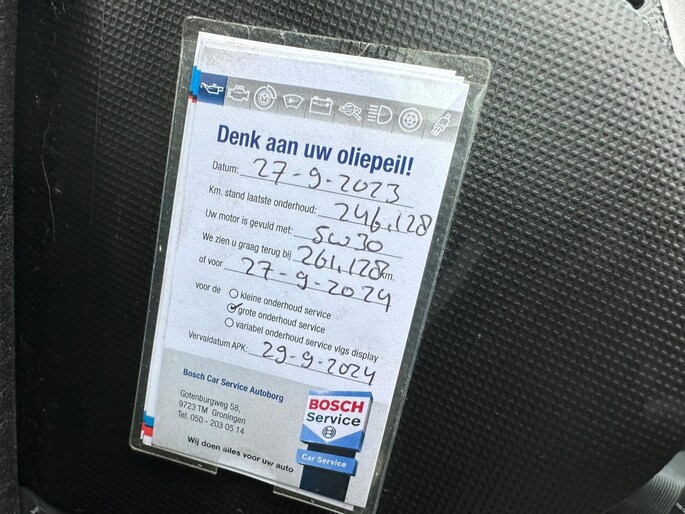 Denk aan uw oliepeil!
Datum: 27-9-2023
Km. stand laatste onderhoud: 246.128
Uw motor is gevuld met: 5W30
We zien u graag terug bij 261.128 km.
of voor 27-9-2024
voor de kleine onderhoud service
grote onderhoud service
variabel onderhoud service vlgs display
Vervaldatum APK: 29-9-2024
Bosch Car Service Autoborg
Gotenburgweg 58,
9723 TM Groningen
Tel. 050 - 203 05 14
Wij doen alles voor uw auto
BOSCH
Service
Car Service